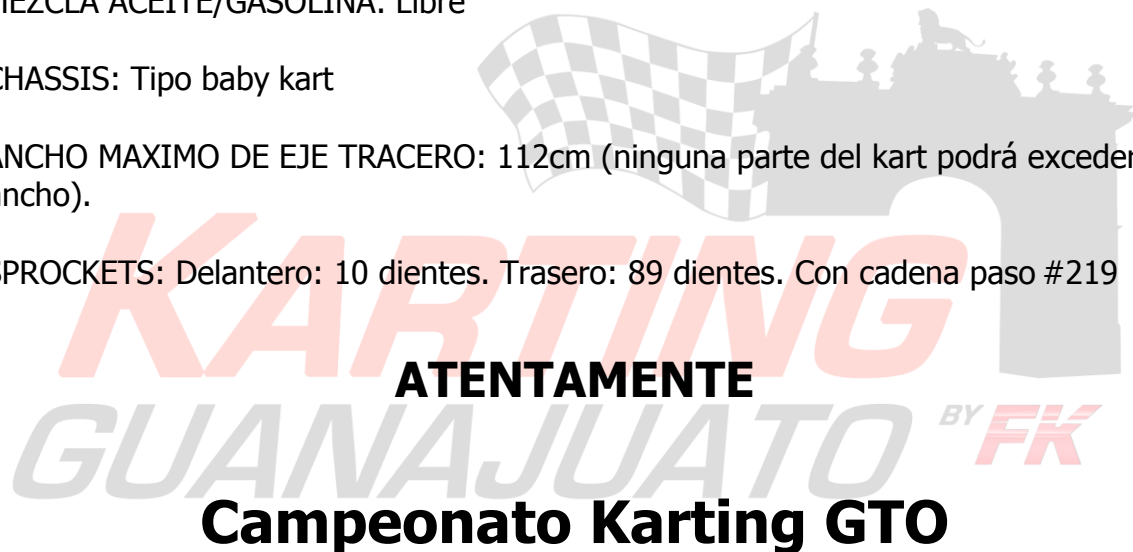 MEZCLA ACEITE/GASOLINA: Libre
CHASSIS: Tipo baby kart
ANCHO MAXIMO DE EJE TRACERO: 112cm (ninguna parte del kart podrá exceder
ancho).
SPROCKETS: Delantero: 10 dientes. Trasero: 89 dientes. Con cadena paso #219
KARTING
ATENTAMENTE
GUANAJUATO BY FK
Campeonato Karting GTO